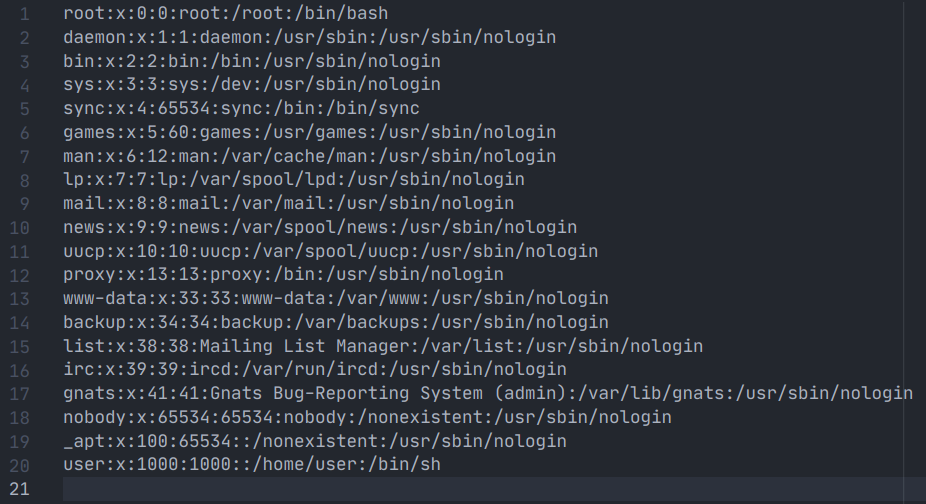 1 root:x:0:0:root:/root:/bin/bash
2 daemon:x:1:1:daemon:/usr/sbin:/usr/sbin/nologin
3 bin:x:2:2:bin:/bin:/usr/sbin/nologin
4 sys:x:3:3:sys:/dev:/usr/sbin/nologin
5 sync:x:4:65534:sync:/bin:/bin/sync
6 games:x:5:60:games:/usr/games:/usr/sbin/nologin
7 man:x:6:12:man:/var/cache/man:/usr/sbin/nologin
8 lp:x:7:7:lp:/var/spool/lpd:/usr/sbin/nologin
9 mail:x:8:8:mail:/var/mail:/usr/sbin/nologin
10 news:x:9:9:news:/var/spool/news:/usr/sbin/nologin
11 uucp:x:10:10:uucp:/var/spool/uucp:/usr/sbin/nologin
12 proxy:x:13:13:proxy:/bin:/usr/sbin/nologin
13 www-data:x:33:33:www-data:/var/www:/usr/sbin/nologin
14 backup:x:34:34:backup:/var/backups:/usr/sbin/nologin
15 list:x:38:38:Mailing List Manager:/var/list:/usr/sbin/nologin
16 irc:x:39:39:ircd:/var/run/ircd:/usr/sbin/nologin
17 gnats:x:41:41:Gnats Bug-Reporting System (admin):/var/lib/gnats:/usr/sbin/nologin
18 nobody:x:65534:65534:nobody:/nonexistent:/usr/sbin/nologin
19 _apt:x:100:65534::/nonexistent:/usr/sbin/nologin
20 user:x:1000:1000::/home/user:/bin/sh
21